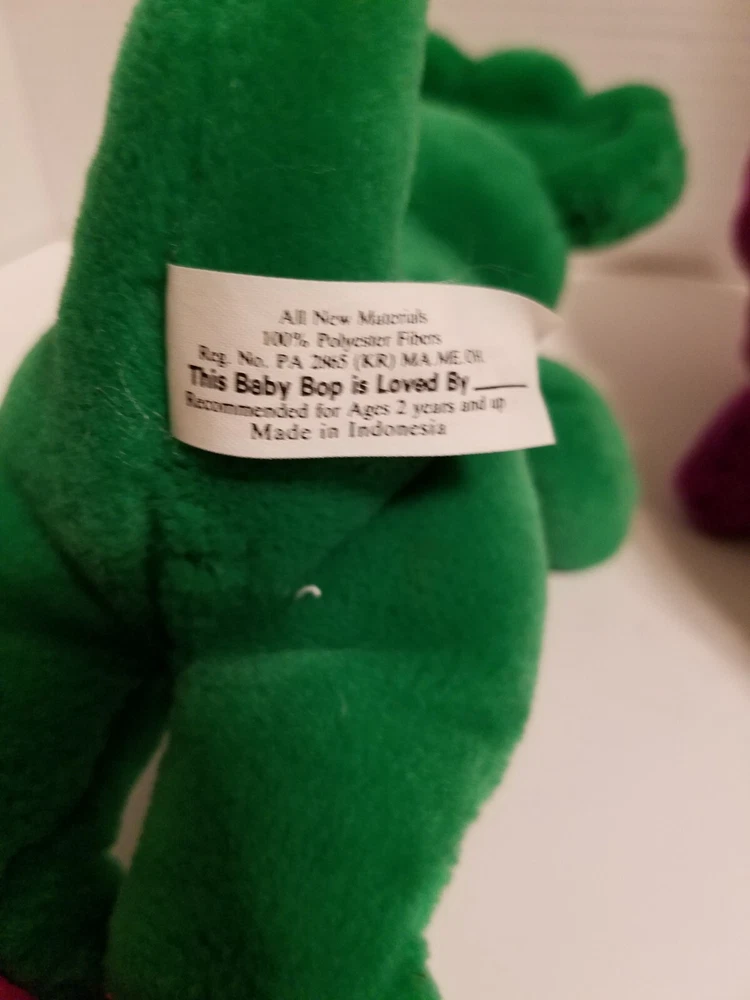 All New Materials
100% Polyester Fibers
Reg. No. PA 2865 (KR) MA.ME.OH.
This Baby Bop is Loved By
Recommended for Ages 2 years and up
Made in Indonesia